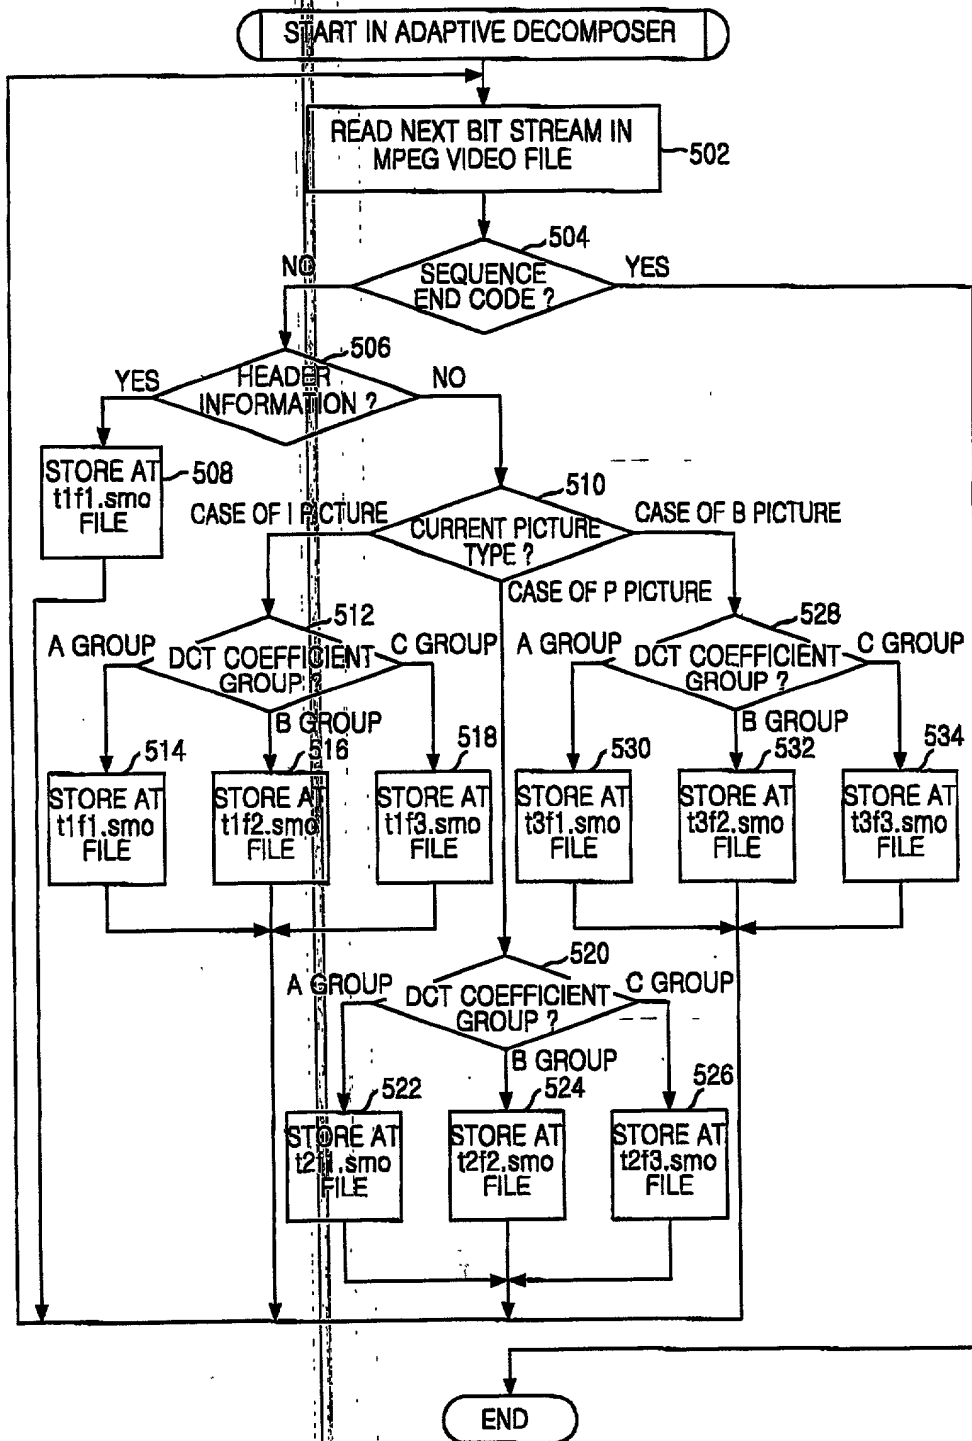 START IN ADAPTIVE DECOMPOSER
READ NEXT BIT STREAM IN
MPEG VIDEO FILE
502
504
NO
SEQUENCE
END CODE ?
YES
506
YES
HEADER
INFORMATION ?
NO
STORE AT
t1f1.smo
FILE
508
510
CASE OF I PICTURE
CURRENT PICTURE
TYPE ?
CASE OF B PICTURE
CASE OF P PICTURE
512
A GROUP
DCT COEFFICIENT
GROUP?
C GROUP
B GROUP
528
A GROUP
DCT COEFFICIENT
GROUP ?
C GROUP
B GROUP
514
STORE AT
t1f1.smo
FILE
516
STORE AT
t1f2.smo
FILE
518
STORE AT
t1f3.smo
FILE
530
STORE AT
t3f1.smo
FILE
532
STORE AT
t3f2.smo
FILE
534
STORE AT
t3f3.smo
FILE
520
A GROUP
DCT COEFFICIENT
GROUP ?
C GROUP
B GROUP
522
STORE AT
t2f1.smo
FILE
524
STORE AT
t2f2.smo
FILE
526
STORE AT
t2f3.smo
FILE
END